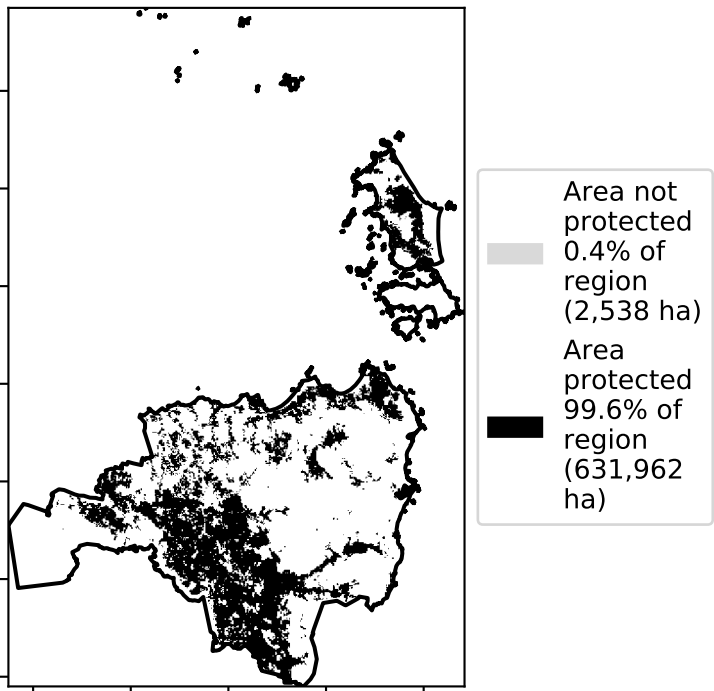 Area not
protected
0.4% of
region
(2,538 ha)
Area
protected
99.6% of
region
(631,962
ha)